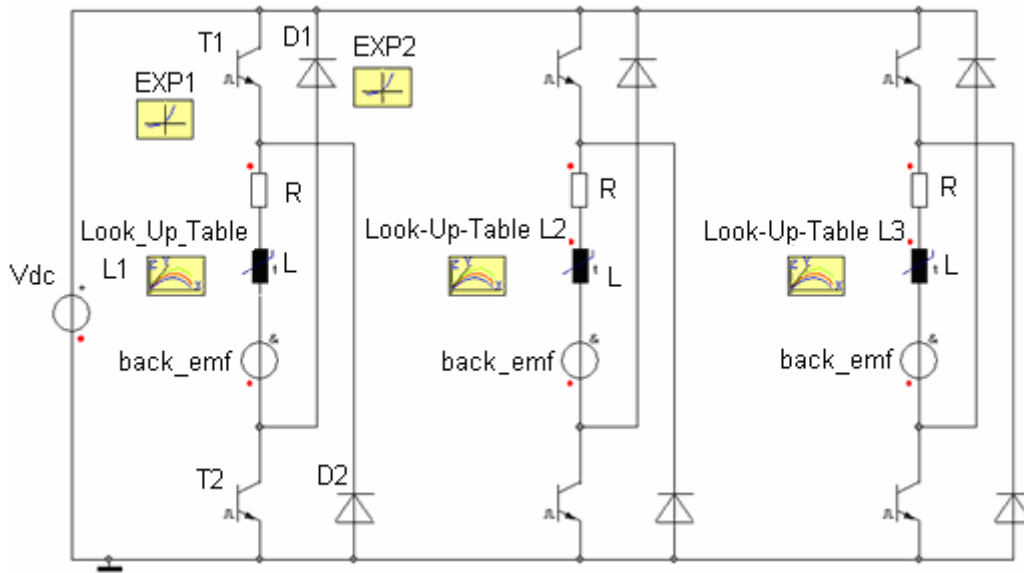 T1
D1
EXP2
EXP1
R
R
R
Look_Up_Table
L1
L
Look-Up-Table L2
L
Look-Up-Table L3
L
Vdc
back_emf
back_emf
back_emf
T2
D2